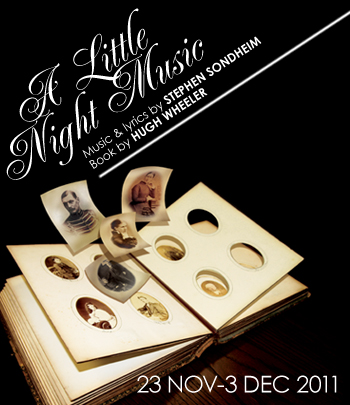 A Little
Night Music
Music & lyrics by STEPHEN SONDHEIM
Book by HUGH WHEELER
23 NOV-3 DEC 2011